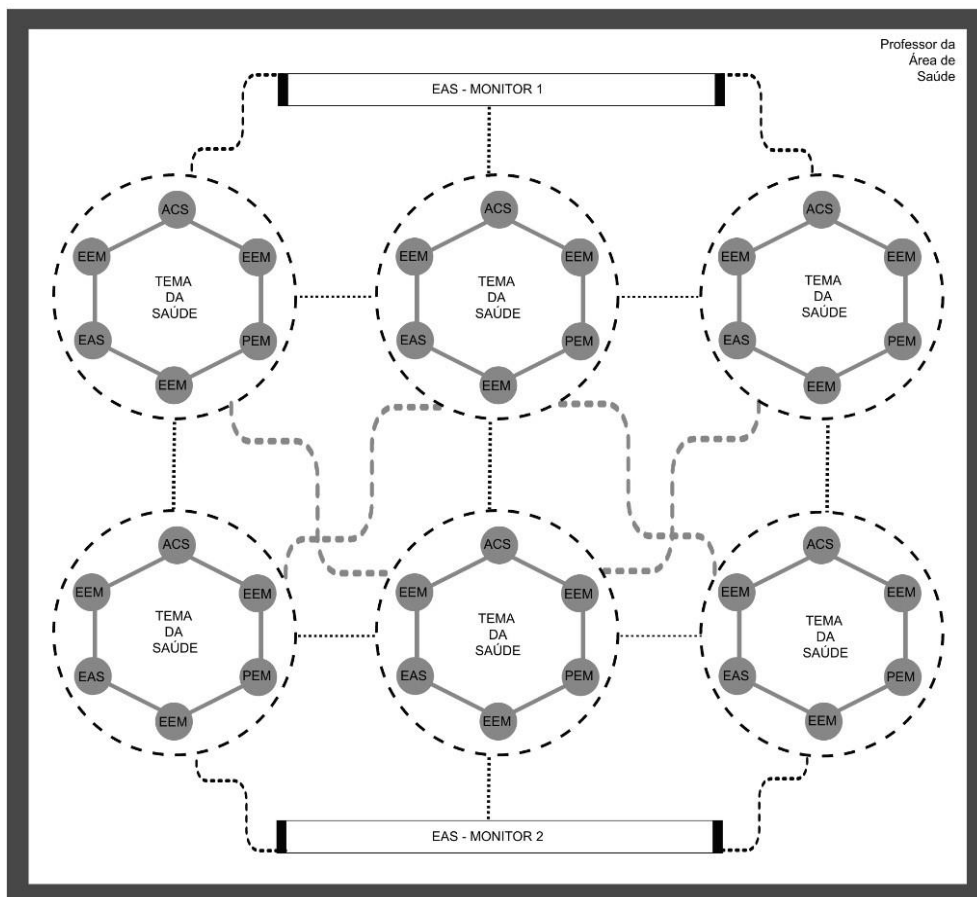 Professor da
Área de
Saúde
EAS - MONITOR 1
ACS
EEM
EEM
TEMA
DA
SAÚDE
EAS
PEM
EEM
ACS
EEM
EEM
TEMA
DA
SAÚDE
EAS
PEM
EEM
ACS
EEM
EEM
TEMA
DA
SAÚDE
EAS
PEM
EEM
ACS
EEM
EEM
TEMA
DA
SAÚDE
EAS
PEM
EEM
ACS
EEM
EEM
TEMA
DA
SAÚDE
EAS
PEM
EEM
ACS
EEM
EEM
TEMA
DA
SAÚDE
EAS
PEM
EEM
EAS - MONITOR 2